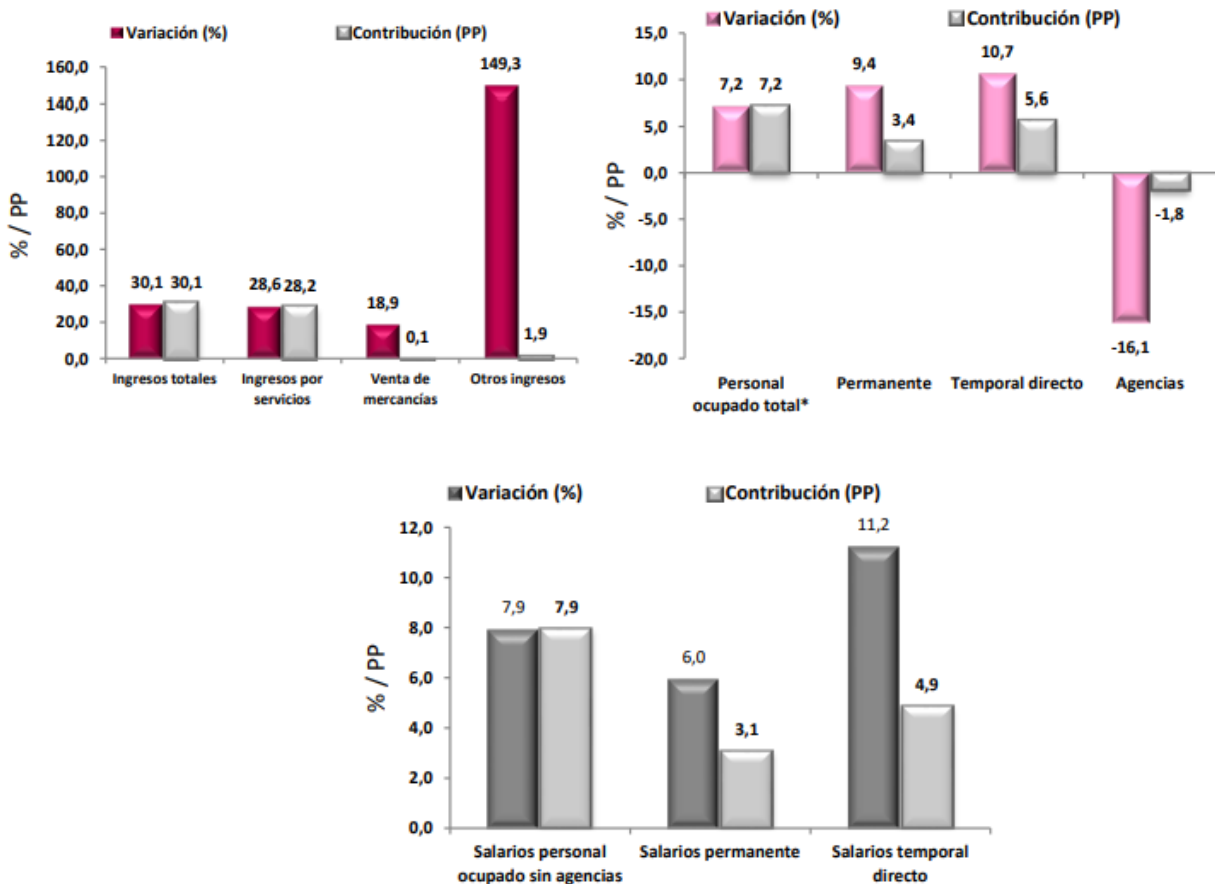 Variación (%) Contribución (PP)
% / PP
160,0
140,0
120,0
100,0
80,0
60,0
40,0
20,0
0,0
30,1 30,1
28,6 28,2
18,9
0,1
149,3
1,9
Ingresos totales
Ingresos por
servicios
Venta de
mercancías
Otros ingresos
Variación (%) Contribución (PP)
% / PP
15,0
10,0
5,0
0,0
-5,0
-10,0
-15,0
-20,0
7,2 7,2
9,4
3,4
10,7
5,6
-16,1
-1,8
Personal
ocupado total*
Permanente
Temporal directo
Agencias
Variación (%) Contribución (PP)
% / PP
12,0
10,0
8,0
6,0
4,0
2,0
0,0
7,9 7,9
6,0
3,1
11,2
4,9
Salarios personal
ocupado sin agencias
Salarios permanente
Salarios temporal
directo